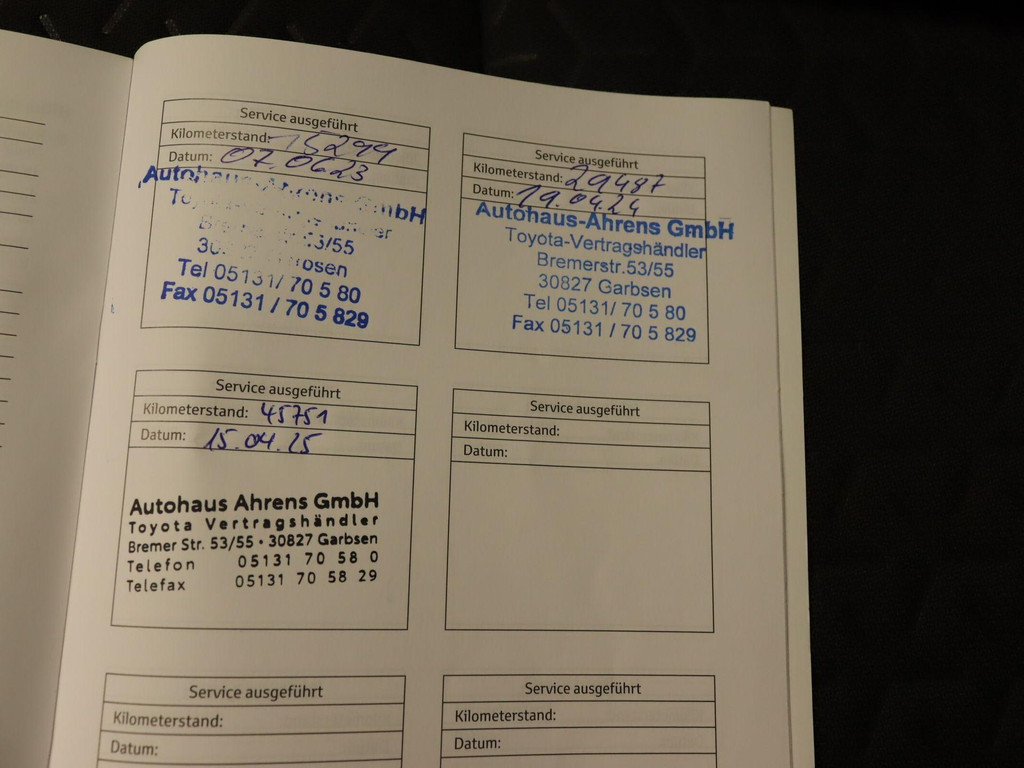 Service ausgeführt
Kilometerstand: 15299
Datum: 07.06.23
Autohaus-Ahrens GmbH
53/55
Tel 05131/ 70 5 80
Fax 05131 / 70 5 829
Service ausgeführt
Kilometerstand: 29487
Datum: 19.04.24
Autohaus-Ahrens GmbH
Toyota-Vertragshändler
Bremerstr.53/55
30827 Garbsen
Tel 05131/ 70 5 80
Fax 05131 / 70 5 829
Service ausgeführt
Kilometerstand: 45751
Datum: 15.04.25
Autohaus Ahrens GmbH
Toyota Vertragshändler
Bremer Str. 53/55 • 30827 Garbsen
Telefon 05131 70 58 0
Telefax 05131 70 58 29
Service ausgeführt
Kilometerstand:
Datum:
Service ausgeführt
Kilometerstand:
Datum:
Service ausgeführt
Kilometerstand:
Datum: